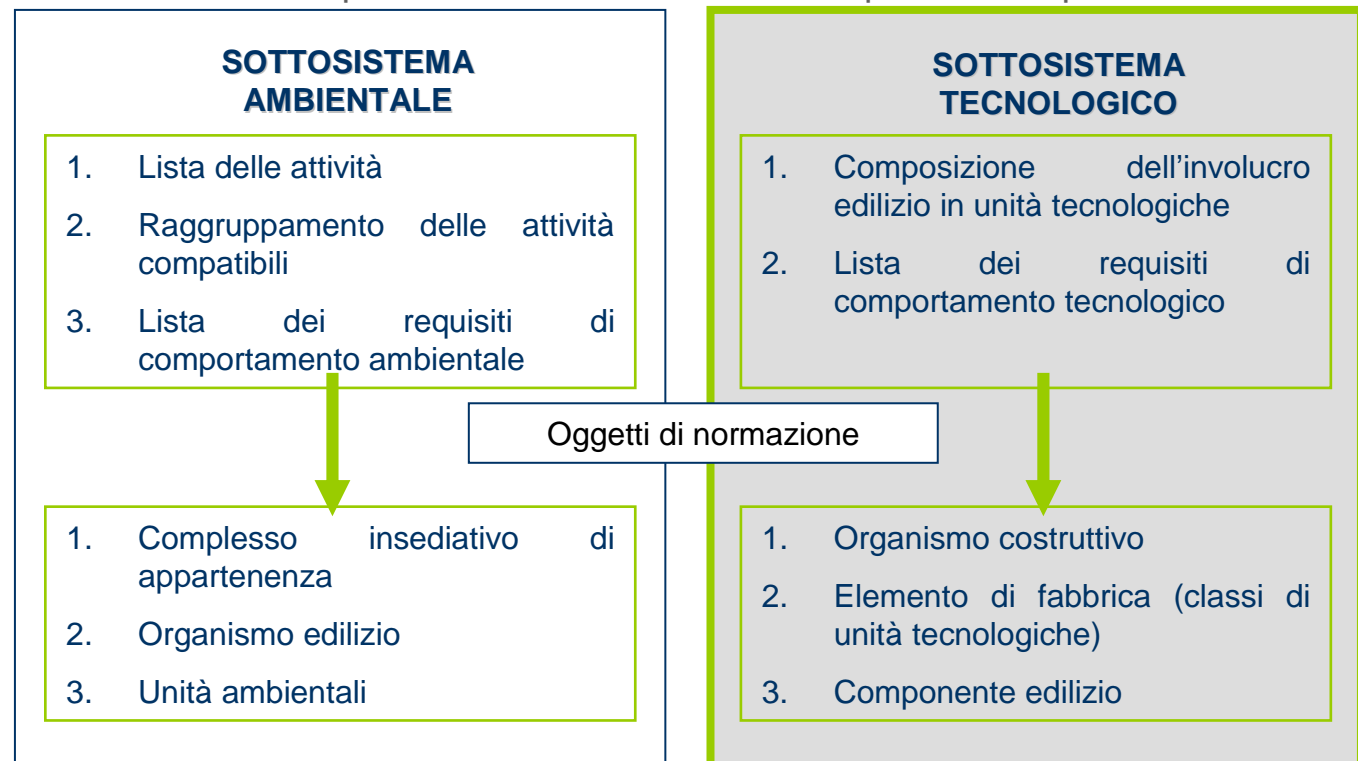 SOTTOSISTEMA
AMBIENTALE
1. Lista delle attività
2. Raggruppamento delle attività
compatibili
3. Lista dei requisiti di
comportamento ambientale
SOTTOSISTEMA
TECNOLOGICO
1. Composizione dell'involucro
edilizio in unità tecnologiche
2. Lista dei requisiti di
comportamento tecnologico
Oggetti di normazione
1. Complesso insediativo di
appartenenza
2. Organismo edilizio
3. Unità ambientali
1. Organismo costruttivo
2. Elemento di fabbrica (classi di
unità tecnologiche)
3. Componente edilizio